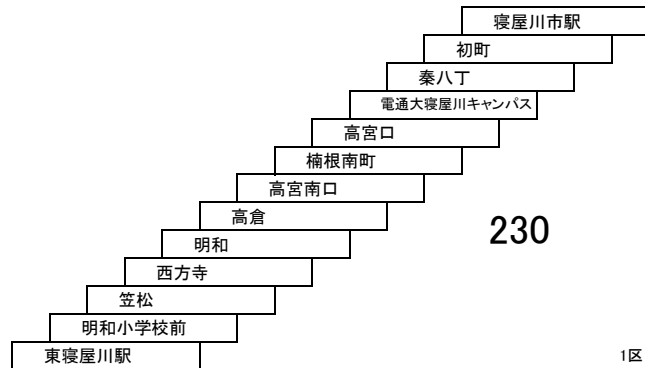 寝屋川市駅
初町
秦八丁
電通大寝屋川キャンパス
高宮口
楠根南町
高宮南口
高倉
230
明和
西方寺
笠松
明和小学校前
東寝屋川駅
1区